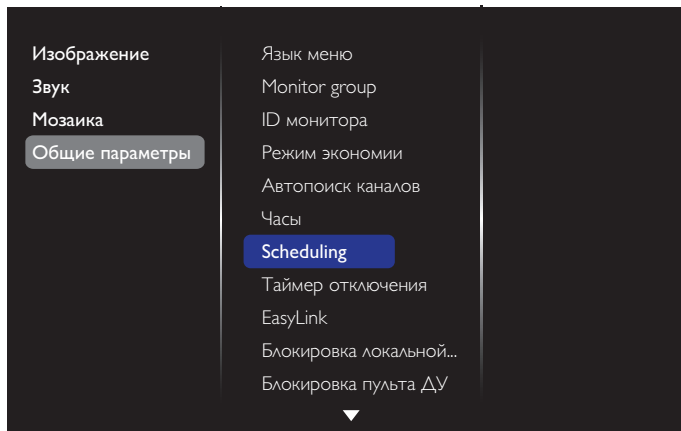 Изображение
Звук
Мозаика
Общие параметры
Язык меню
Monitor group
ID монитора
Режим экономии
Автопоиск каналов
Часы
Scheduling
Таймер отключения
EasyLink
Блокировка локальной...
Блокировка пульта ДУ